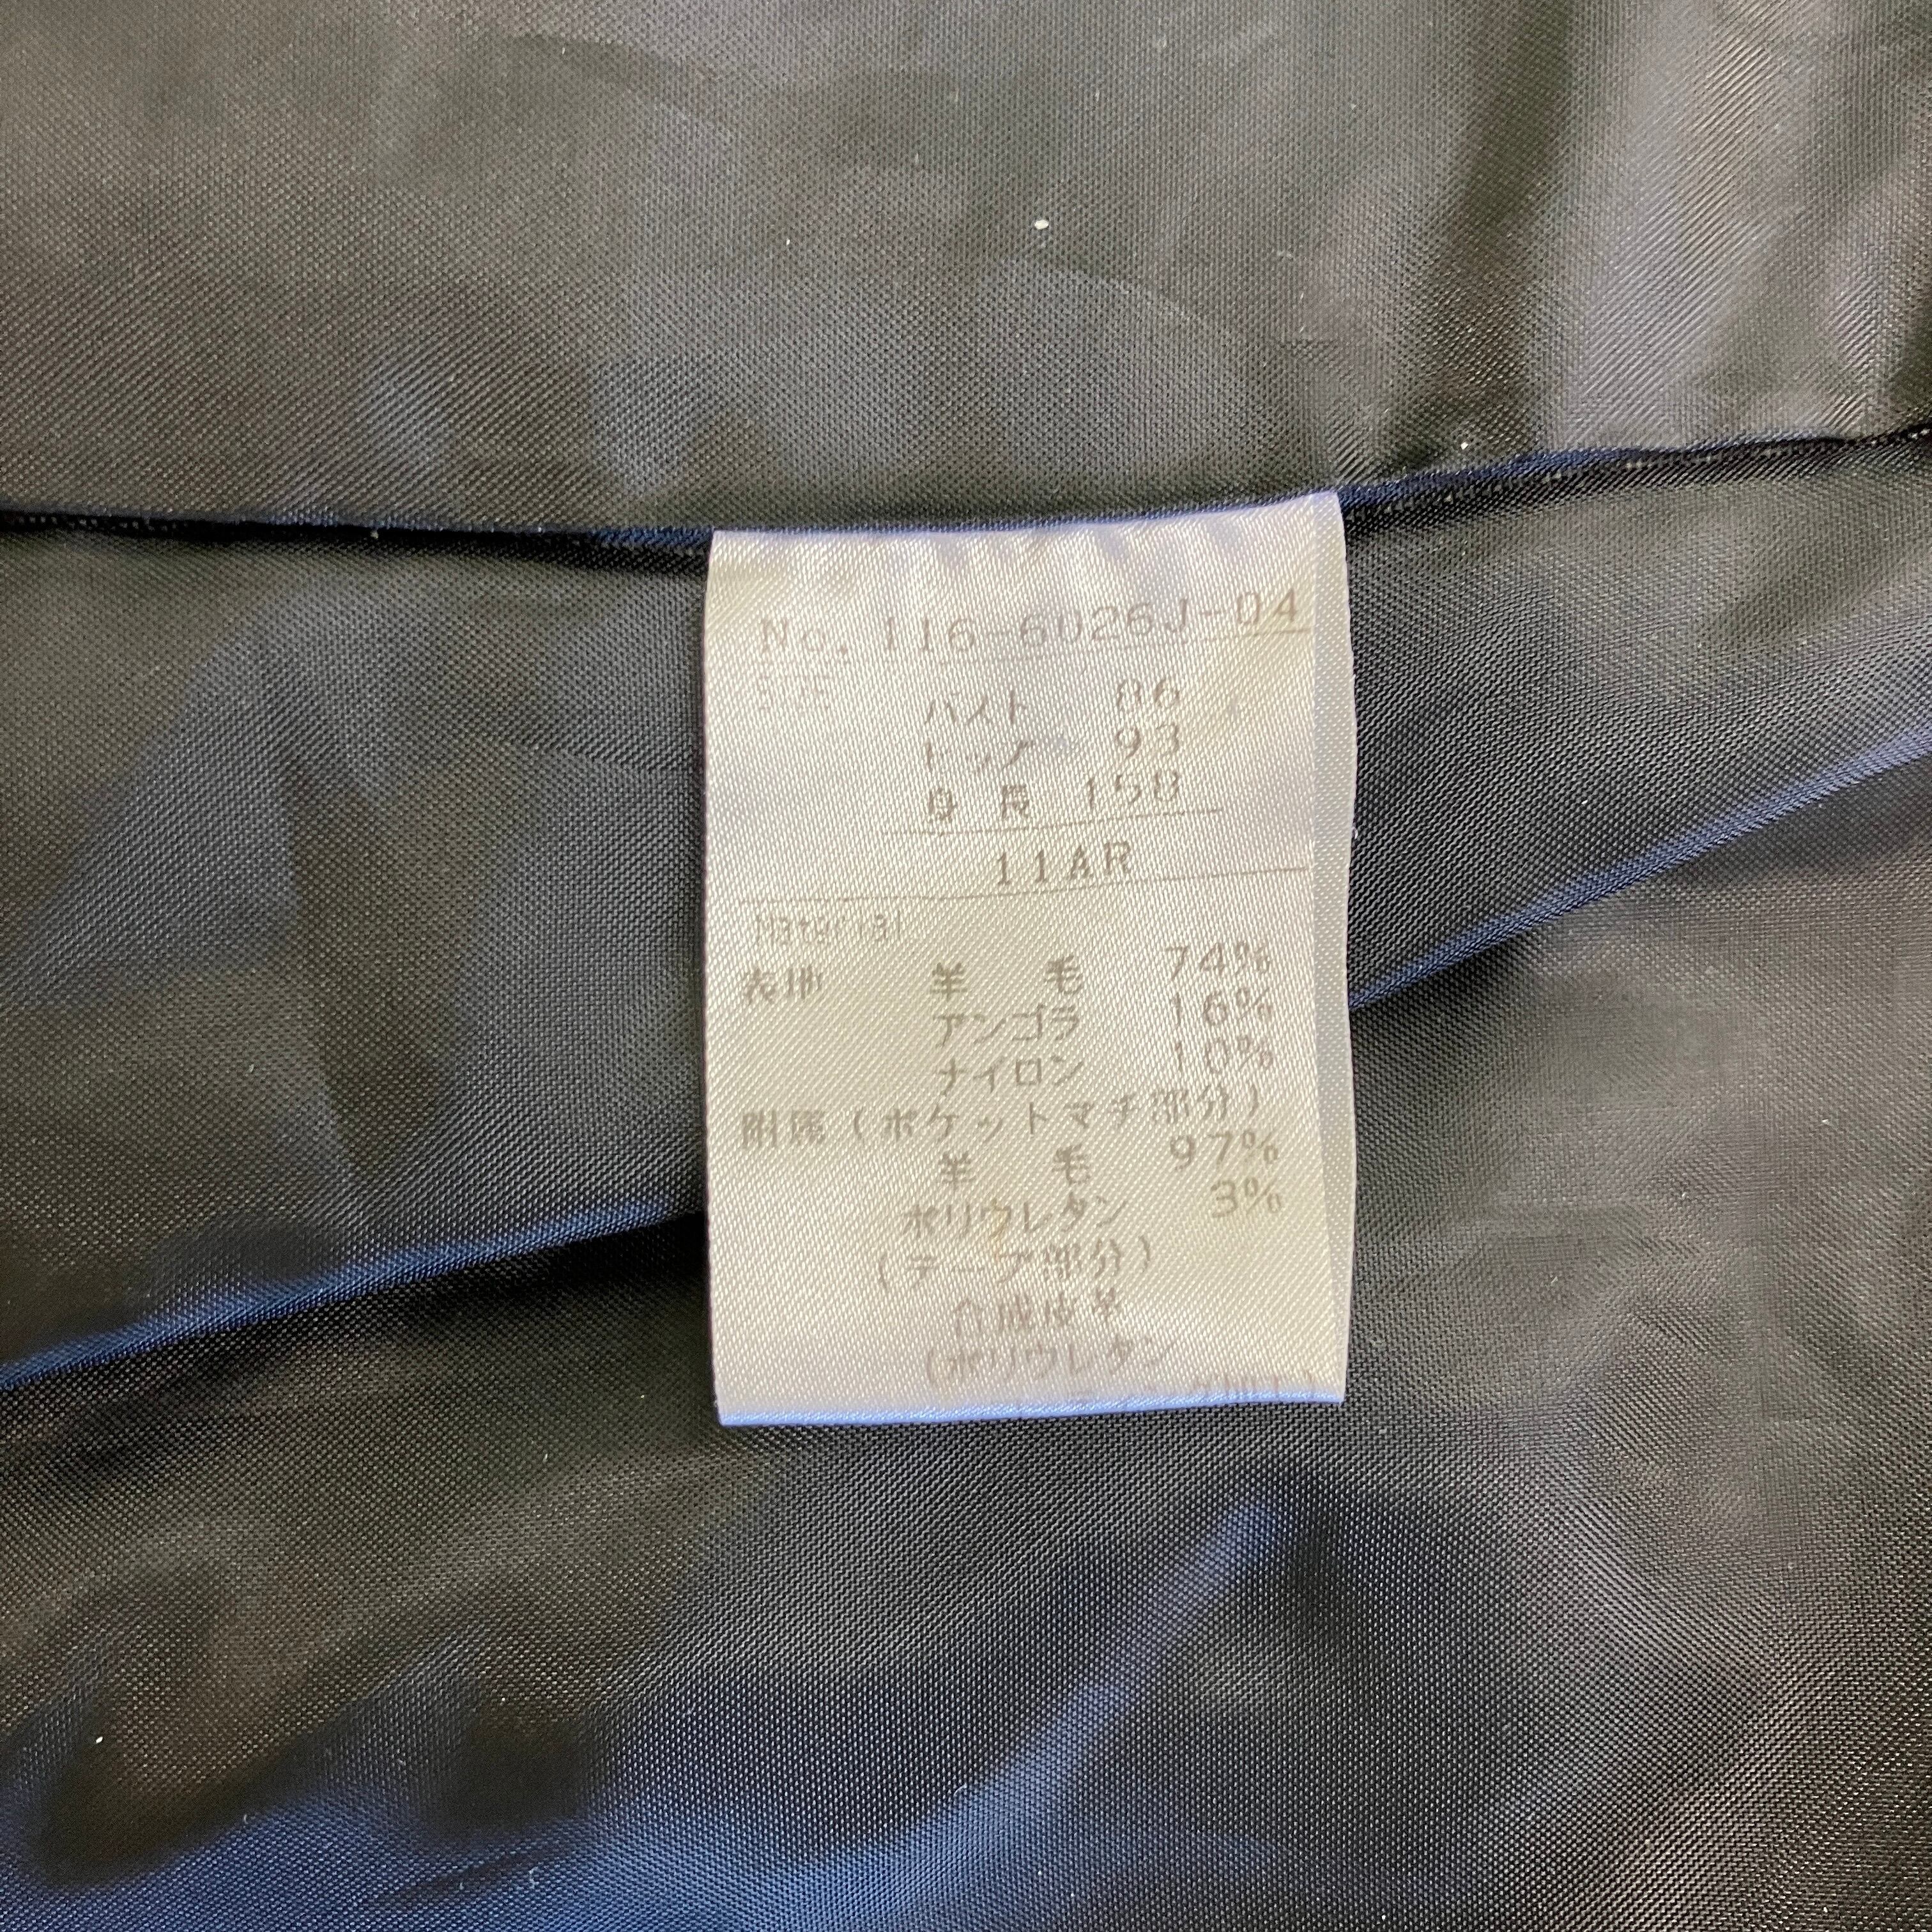 No. 116-6026J-04
バスト 86
ヒップ 93
身長 158
11AR
Material
表地 羊毛 74%
アンゴラ 16%
ナイロン 10%
附属(ポケットマチ部分)
羊毛 97%
ポリウレタン 3%
(テープ部分)
合成皮革
(ポリウレタン